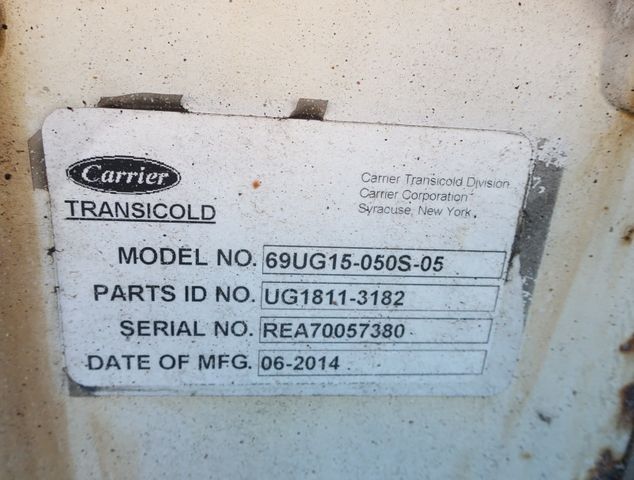 Carrier
TRANSICOLD
Carrier Transicold Division
Carrier Corporation
Syracuse, New York
MODEL NO. 69UG15-050S-05
PARTS ID NO. UG1811-3182
SERIAL NO. REA70057380
DATE OF MFG. 06-2014